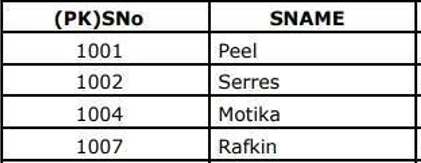 (PK)SNo SNAME
1001 Peel
1002 Serres
1004 Motika
1007 Rafkin